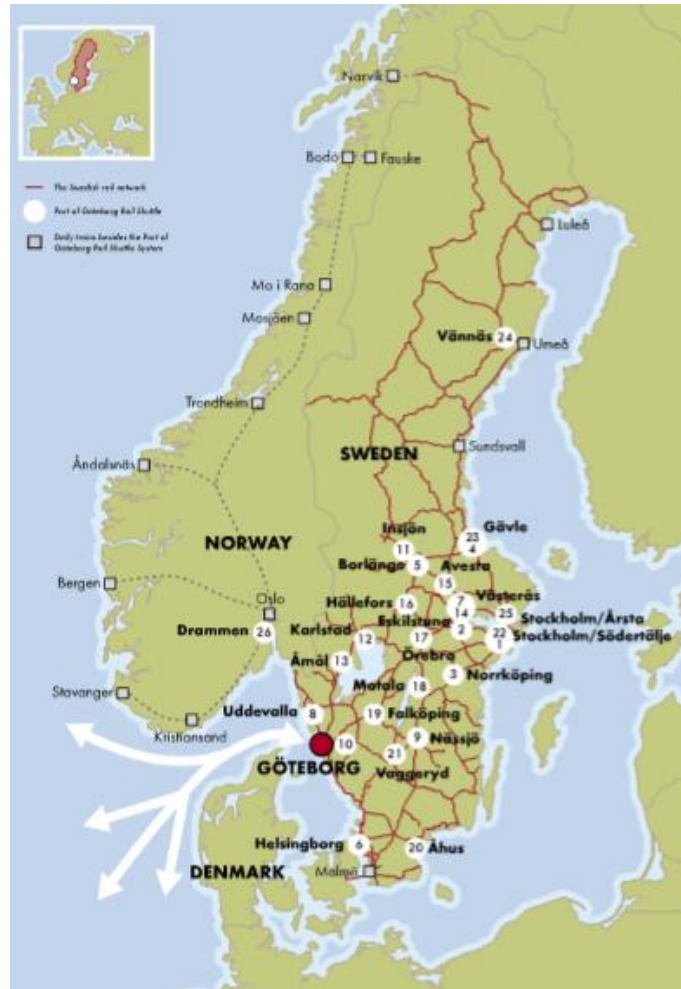 Narvik
Bodö
Fauske
The Swedish rail network
Port of Göteborg Rail Shuttle
Daily trains besides the Port of
Göteborg Rail Shuttle System
Luleå
Mo i Rana
Mosjöen
Vännäs 24
Umeå
Trondheim
SWEDEN
Sundsvall
Åndalsnäs
Insjön
Gävle
23
4
NORWAY
11
Borlänge 5
Avesta
15
Bergen
Västerås
7
Hällefors 16
14
25
Oslo
Eskilstuna
Stockholm/Årsta
Drammen 26
Karlstad
12
17
2
22
Stockholm/Södertälje
1
Örebro
Åmål 13
3
Norrköping
Motala 18
Stavanger
Uddevalla 8
19 Falköping
Kristiansand
10
9 Nässjö
GÖTEBORG
21
Vaggeryd
Helsingborg 6
20 Åhus
DENMARK
Malmö